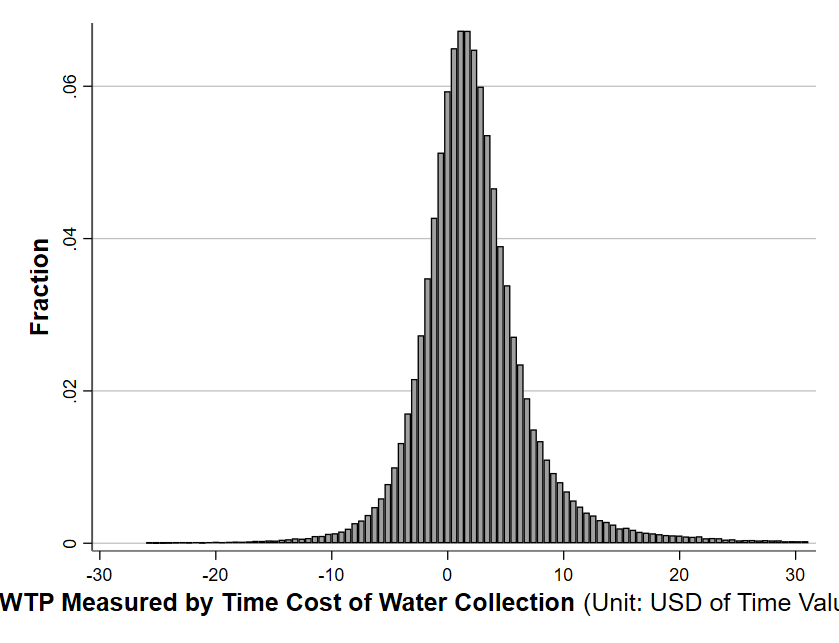 Fraction
.06
.04
.02
0
-30 -20 -10 0 10 20 30
WTP Measured by Time Cost of Water Collection (Unit: USD of Time Valu